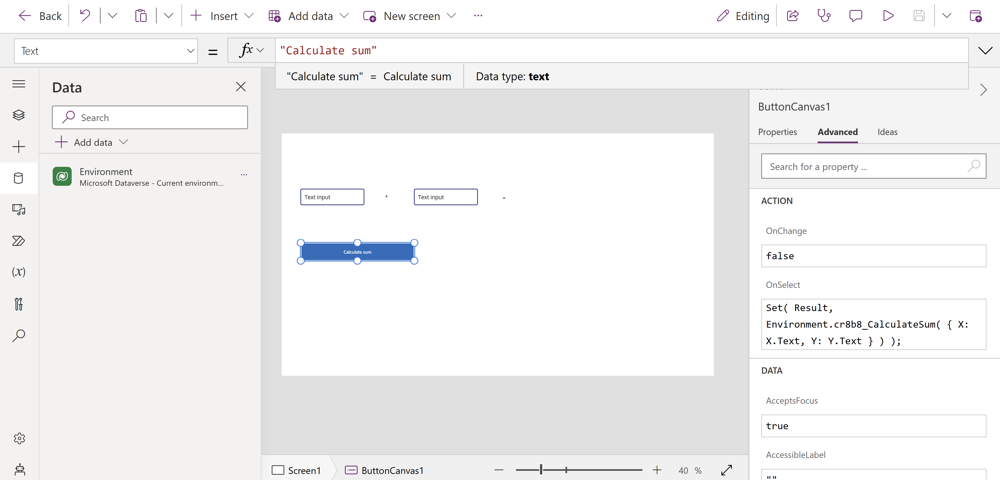 Back
Insert
Add data
New screen
...
Editing
Text
=
fx
"Calculate sum"
"Calculate sum" = Calculate sum
Data type: text
Data
Search
Add data
Environment
Microsoft Dataverse - Current environm...
...
(x)
Text input
+
Text input
=
Calculate sum
ButtonCanvas1
Properties
Advanced
Ideas
Search for a property ...
ACTION
OnChange
false
OnSelect
Set( Result,
Environment.cr8b8_CalculateSum( { X:
X.Text, Y: Y.Text } ) );
DATA
AcceptsFocus
true
AccessibleLabel
""
Screen1
ButtonCanvas1
40 %